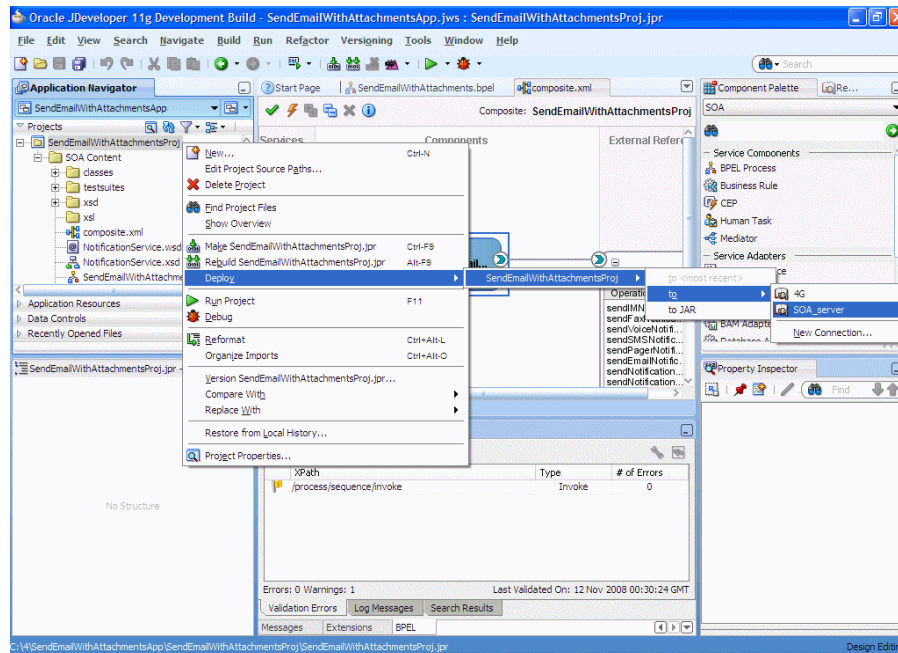 Oracle JDeveloper 11g Development Build - SendEmailWithAttachmentsApp.jws : SendEmailWithAttachmentsProj.jpr
File Edit View Search Navigate Build Run Refactor Versioning Tools Window Help
Search
Application Navigator
SendEmailWithAttachmentsApp
Projects
SendEmailWithAttachmentsProj
SOA Content
classes
testsuites
xsd
xsl
composite.xml
NotificationService.wsd
NotificationService.xsd
SendEmailWithAttachme
Application Resources
Data Controls
Recently Opened Files
SendEmailWithAttachmentsProj.jpr -
No Structure
Start Page SendEmailWithAttachments.bpel composite.xml
Composite: SendEmailWithAttachmentsProj
Services Components External Refere
New... Ctrl-N
Edit Project Source Paths...
Delete Project
Find Project Files
Show Overview
Make SendEmailWithAttachmentsProj.jpr Ctrl-F9
Rebuild SendEmailWithAttachmentsProj.jpr Alt-F9
Deploy
Run Project F11
Debug
Reformat Ctrl+Alt-L
Organize Imports Ctrl+Alt-O
Version SendEmailWithAttachmentsProj.jpr...
Compare With
Replace With
Restore from Local History...
Project Properties...
SendEmailWithAttachmentsProj
to <most recent>
to
to JAR
4G
SOA_server
New Connection...
ail...
Operatio
sendIMN
sendFaxNotifica
sendVoiceNotifi...
sendSMSNotific...
sendPagerNotifi...
sendEmailNotific.
sendNotification...
sendNotification...
XPath Type # of Errors
/process/sequence/invoke Invoke 0
Errors: 0 Warnings: 1 Last Validated On: 12 Nov 2008 00:30:24 GMT
Validation Errors Log Messages Search Results
Messages Extensions BPEL
Component Palette Re...
SOA
Service Components
BPEL Process
Business Rule
CEP
Human Task
Mediator
Service Adapters
ce
BAM Adapte
Database A
Property Inspector
Find
C:\4\SendEmailWithAttachmentsApp\SendEmailWithAttachmentsProj\SendEmailWithAttachmentsProj.jpr
Design Editin